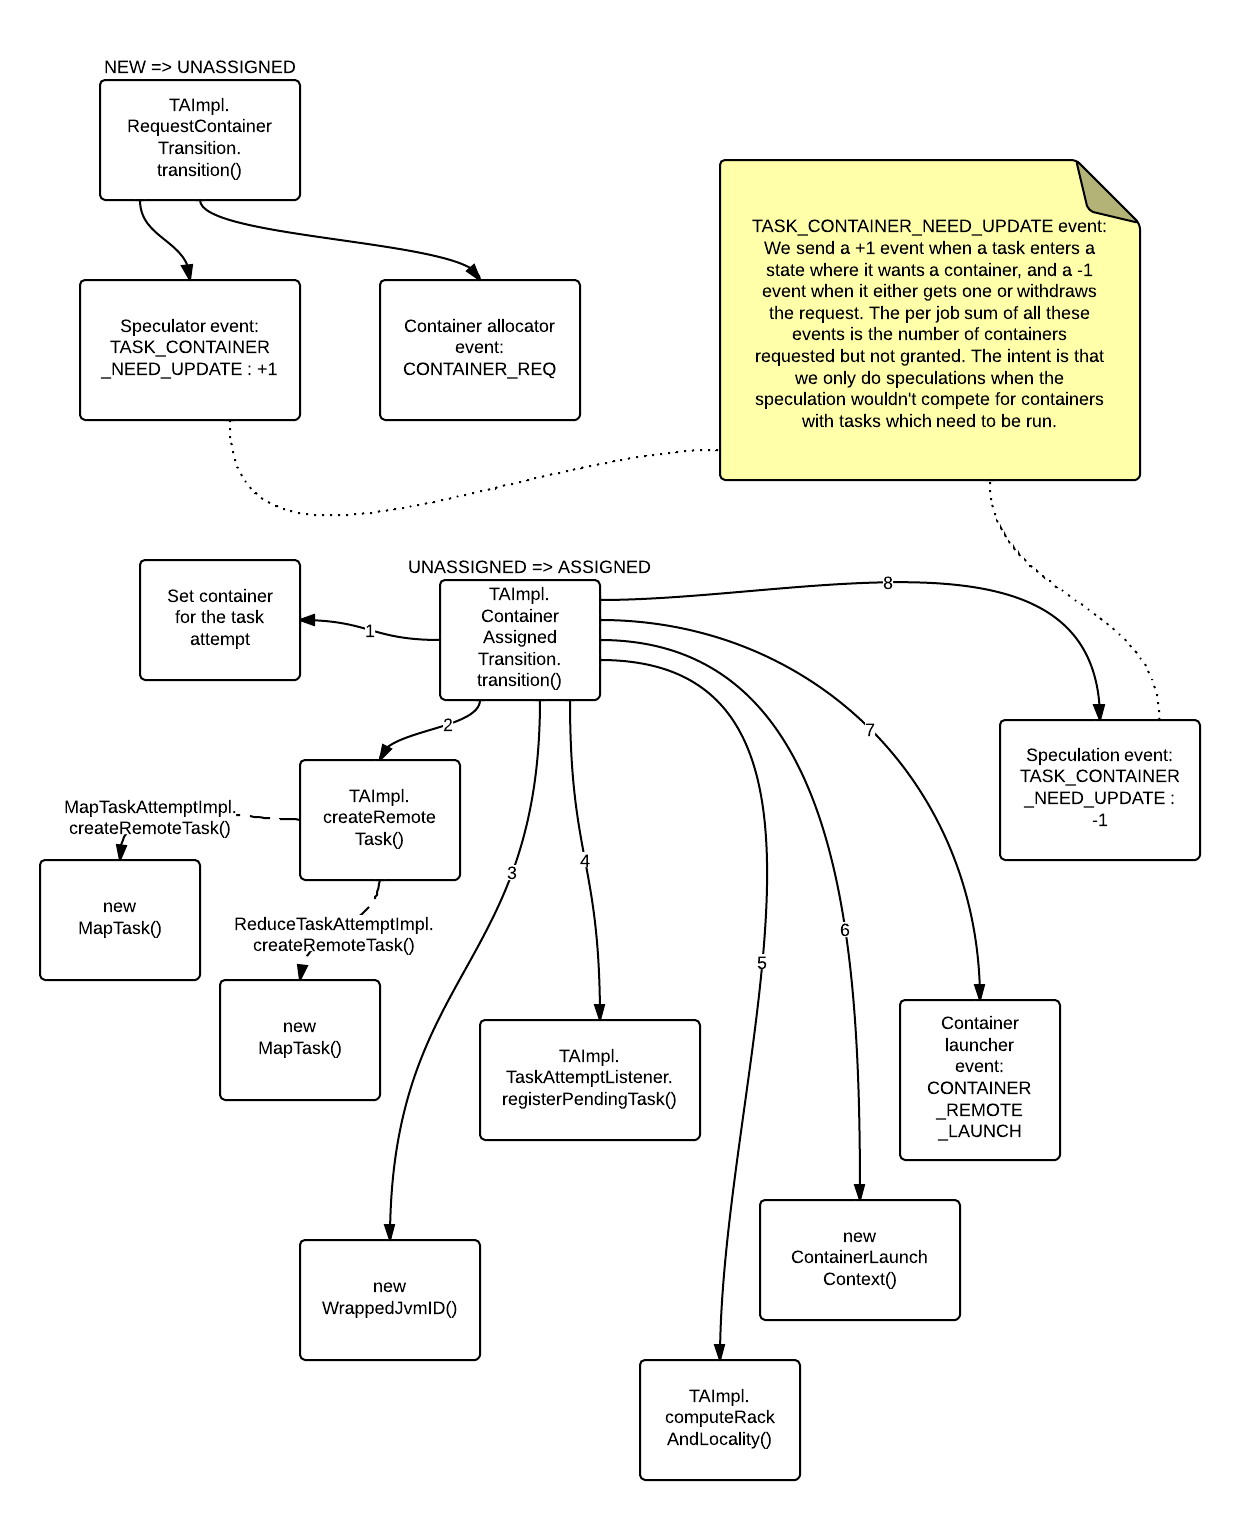 NEW => UNASSIGNED
TAImpl.
RequestContainer
Transition.
transition()
Speculator event:
TASK_CONTAINER
_NEED_UPDATE : +1
Container allocator
event:
CONTAINER_REQ
TASK_CONTAINER_NEED_UPDATE event:
We send a +1 event when a task enters a
state where it wants a container, and a -1
event when it either gets one or withdraws
the request. The per job sum of all these
events is the number of containers
requested but not granted. The intent is that
we only do speculations when the
speculation wouldn't compete for containers
with tasks which need to be run.
UNASSIGNED => ASSIGNED
TAImpl.
Container
Assigned
Transition.
transition()
1
Set container
for the task
attempt
2
TAImpl.
createRemote
Task()
MapTaskAttemptImpl.
createRemoteTask()
new
MapTask()
ReduceTaskAttemptImpl.
createRemoteTask()
new
MapTask()
3
new
WrappedJvmID()
4
TAImpl.
TaskAttemptListener.
registerPendingTask()
5
TAImpl.
computeRack
AndLocality()
6
new
ContainerLaunch
Context()
7
Container
launcher
event:
CONTAINER
_REMOTE
_LAUNCH
8
Speculation event:
TASK_CONTAINER
_NEED_UPDATE :
-1